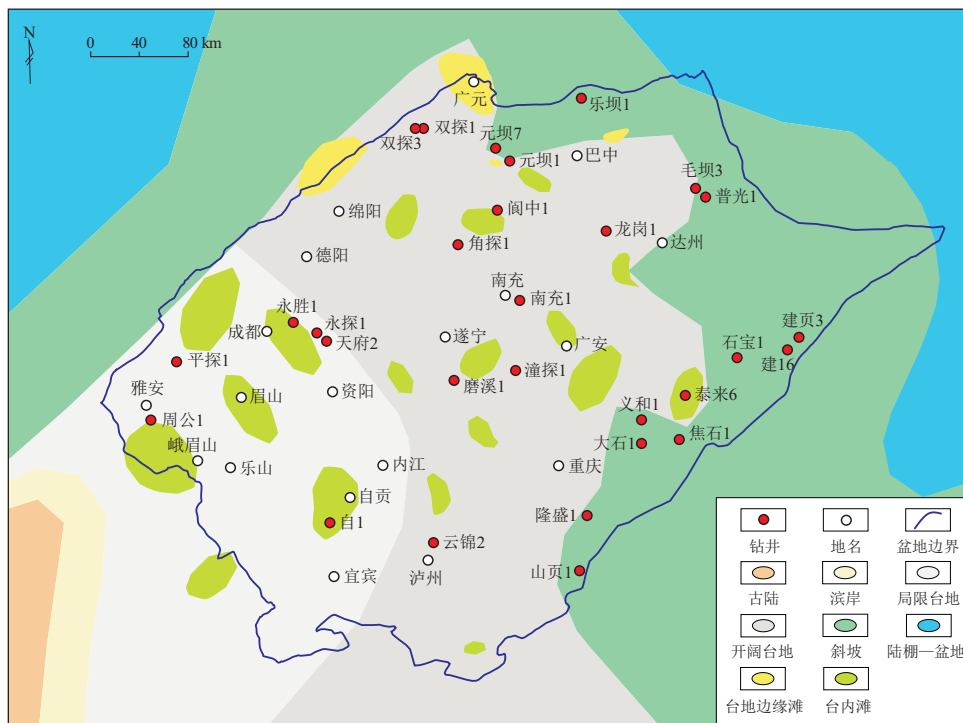 N
0 40 80 km
广元
乐坝1
双探1
双探3
元坝7
元坝1
巴中
毛坝3
普光1
绵阳
阆中1
龙岗1
达州
角探1
德阳
南充
南充1
永胜1
永探1
成都
天府2
遂宁
广安
建页3
石宝1
建16
平探1
潼探1
磨溪1
雅安
眉山
资阳
泰来6
周公1
义和1
峨眉山
大石1
焦石1
乐山
内江
重庆
自贡
自1
隆盛1
云锦2
宜宾
泸州
山页1
钻井 地名 盆地边界
古陆 滨岸 局限台地
开阔台地 斜坡 陆棚—盆地
台地边缘滩 台内滩